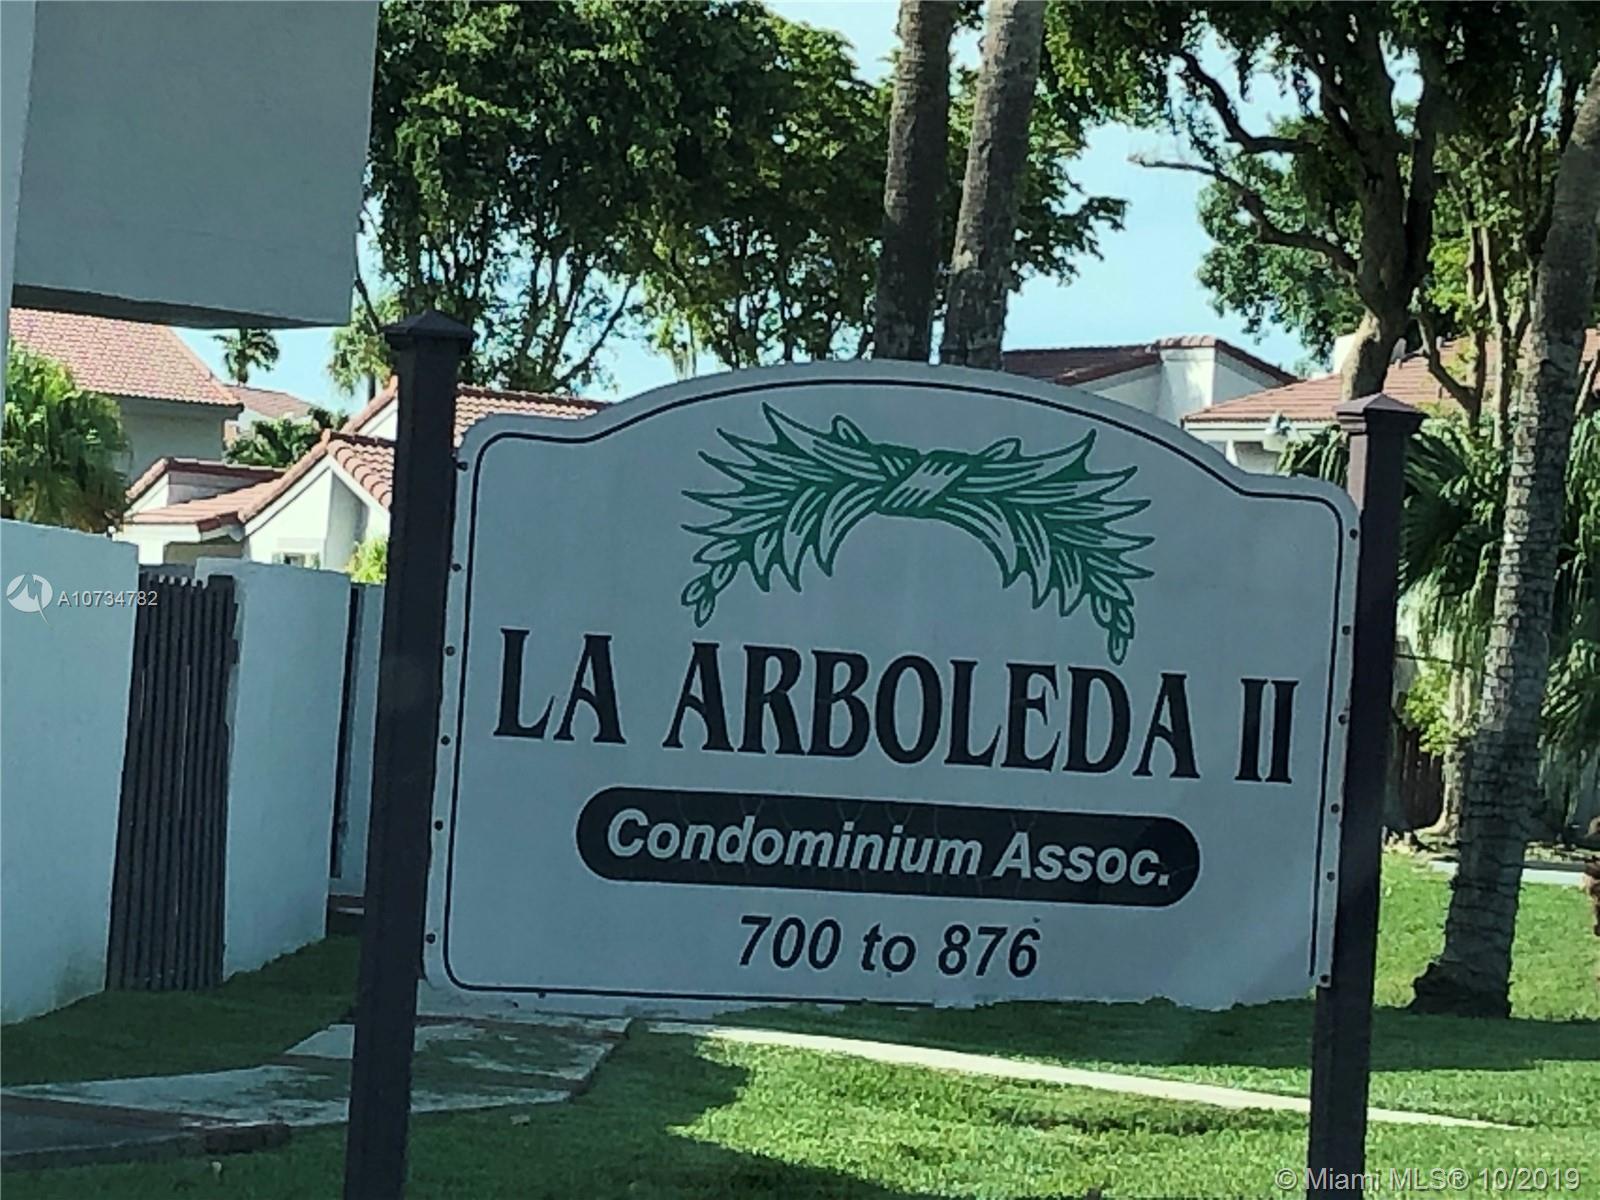 A10734782
LA ARBOLEDA II
Condominium Assoc.
700 to 876
© Miami MLS® 10/2019